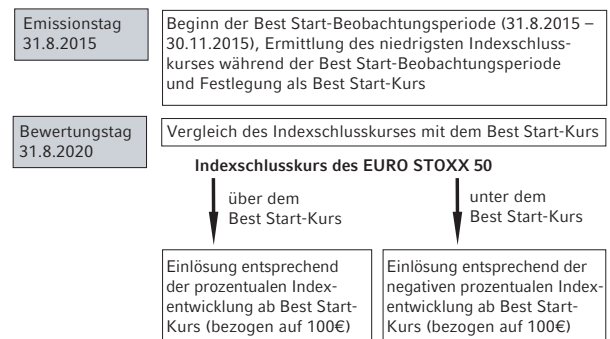 Emissionstag
31.8.2015
Beginn der Best Start-Beobachtungsperiode (31.8.2015 –
30.11.2015), Ermittlung des niedrigsten Indexschluss-
kurses während der Best Start-Beobachtungsperiode
und Festlegung als Best Start-Kurs
Bewertungstag
31.8.2020
Vergleich des Indexschlusskurses mit dem Best Start-Kurs
Indexschlusskurs des EURO STOXX 50
über dem
Best Start-Kurs
unter dem
Best Start-Kurs
Einlösung entsprechend
der prozentualen Index-
entwicklung ab Best Start-
Kurs (bezogen auf 100€)
Einlösung entsprechend der
negativen prozentualen Index-
entwicklung ab Best Start-
Kurs (bezogen auf 100€)